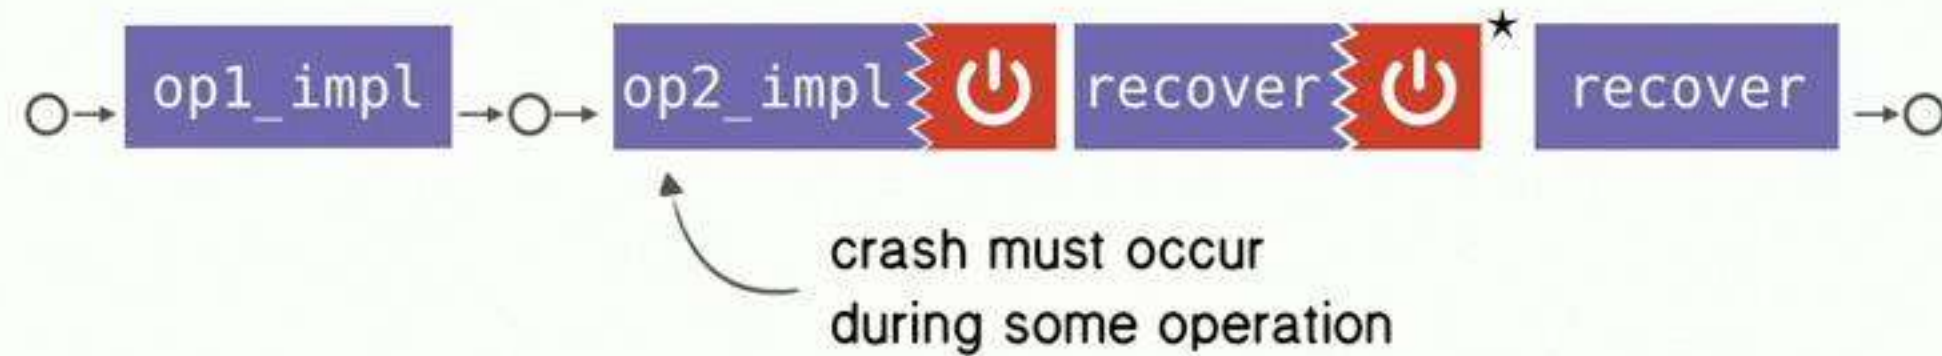 op1_impl op2_impl recover ★ recover
crash must occur
during some operation